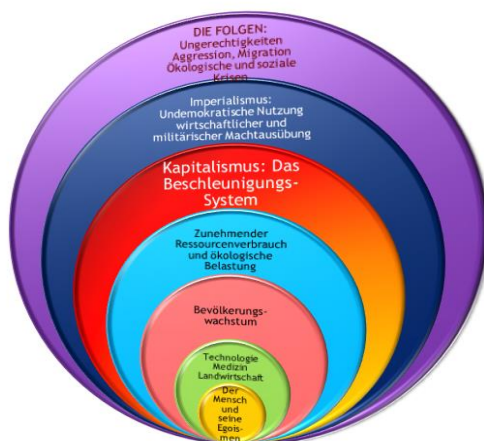 DIE FOLGEN:
Ungerechtigkeiten
Aggression, Migration
Ökologische und soziale
Krisen
Imperialismus:
Undemokratische Nutzung
wirtschaftlicher und
militärischer Machtausübung
Kapitalismus: Das
Beschleunigungs-
System
Zunehmender
Ressourcenverbrauch
und ökologische
Belastung
Bevölkerungs-
wachstum
Technologie
Medizin
Landwirtschaft
Der
Mensch
und
seine
Egois-
men